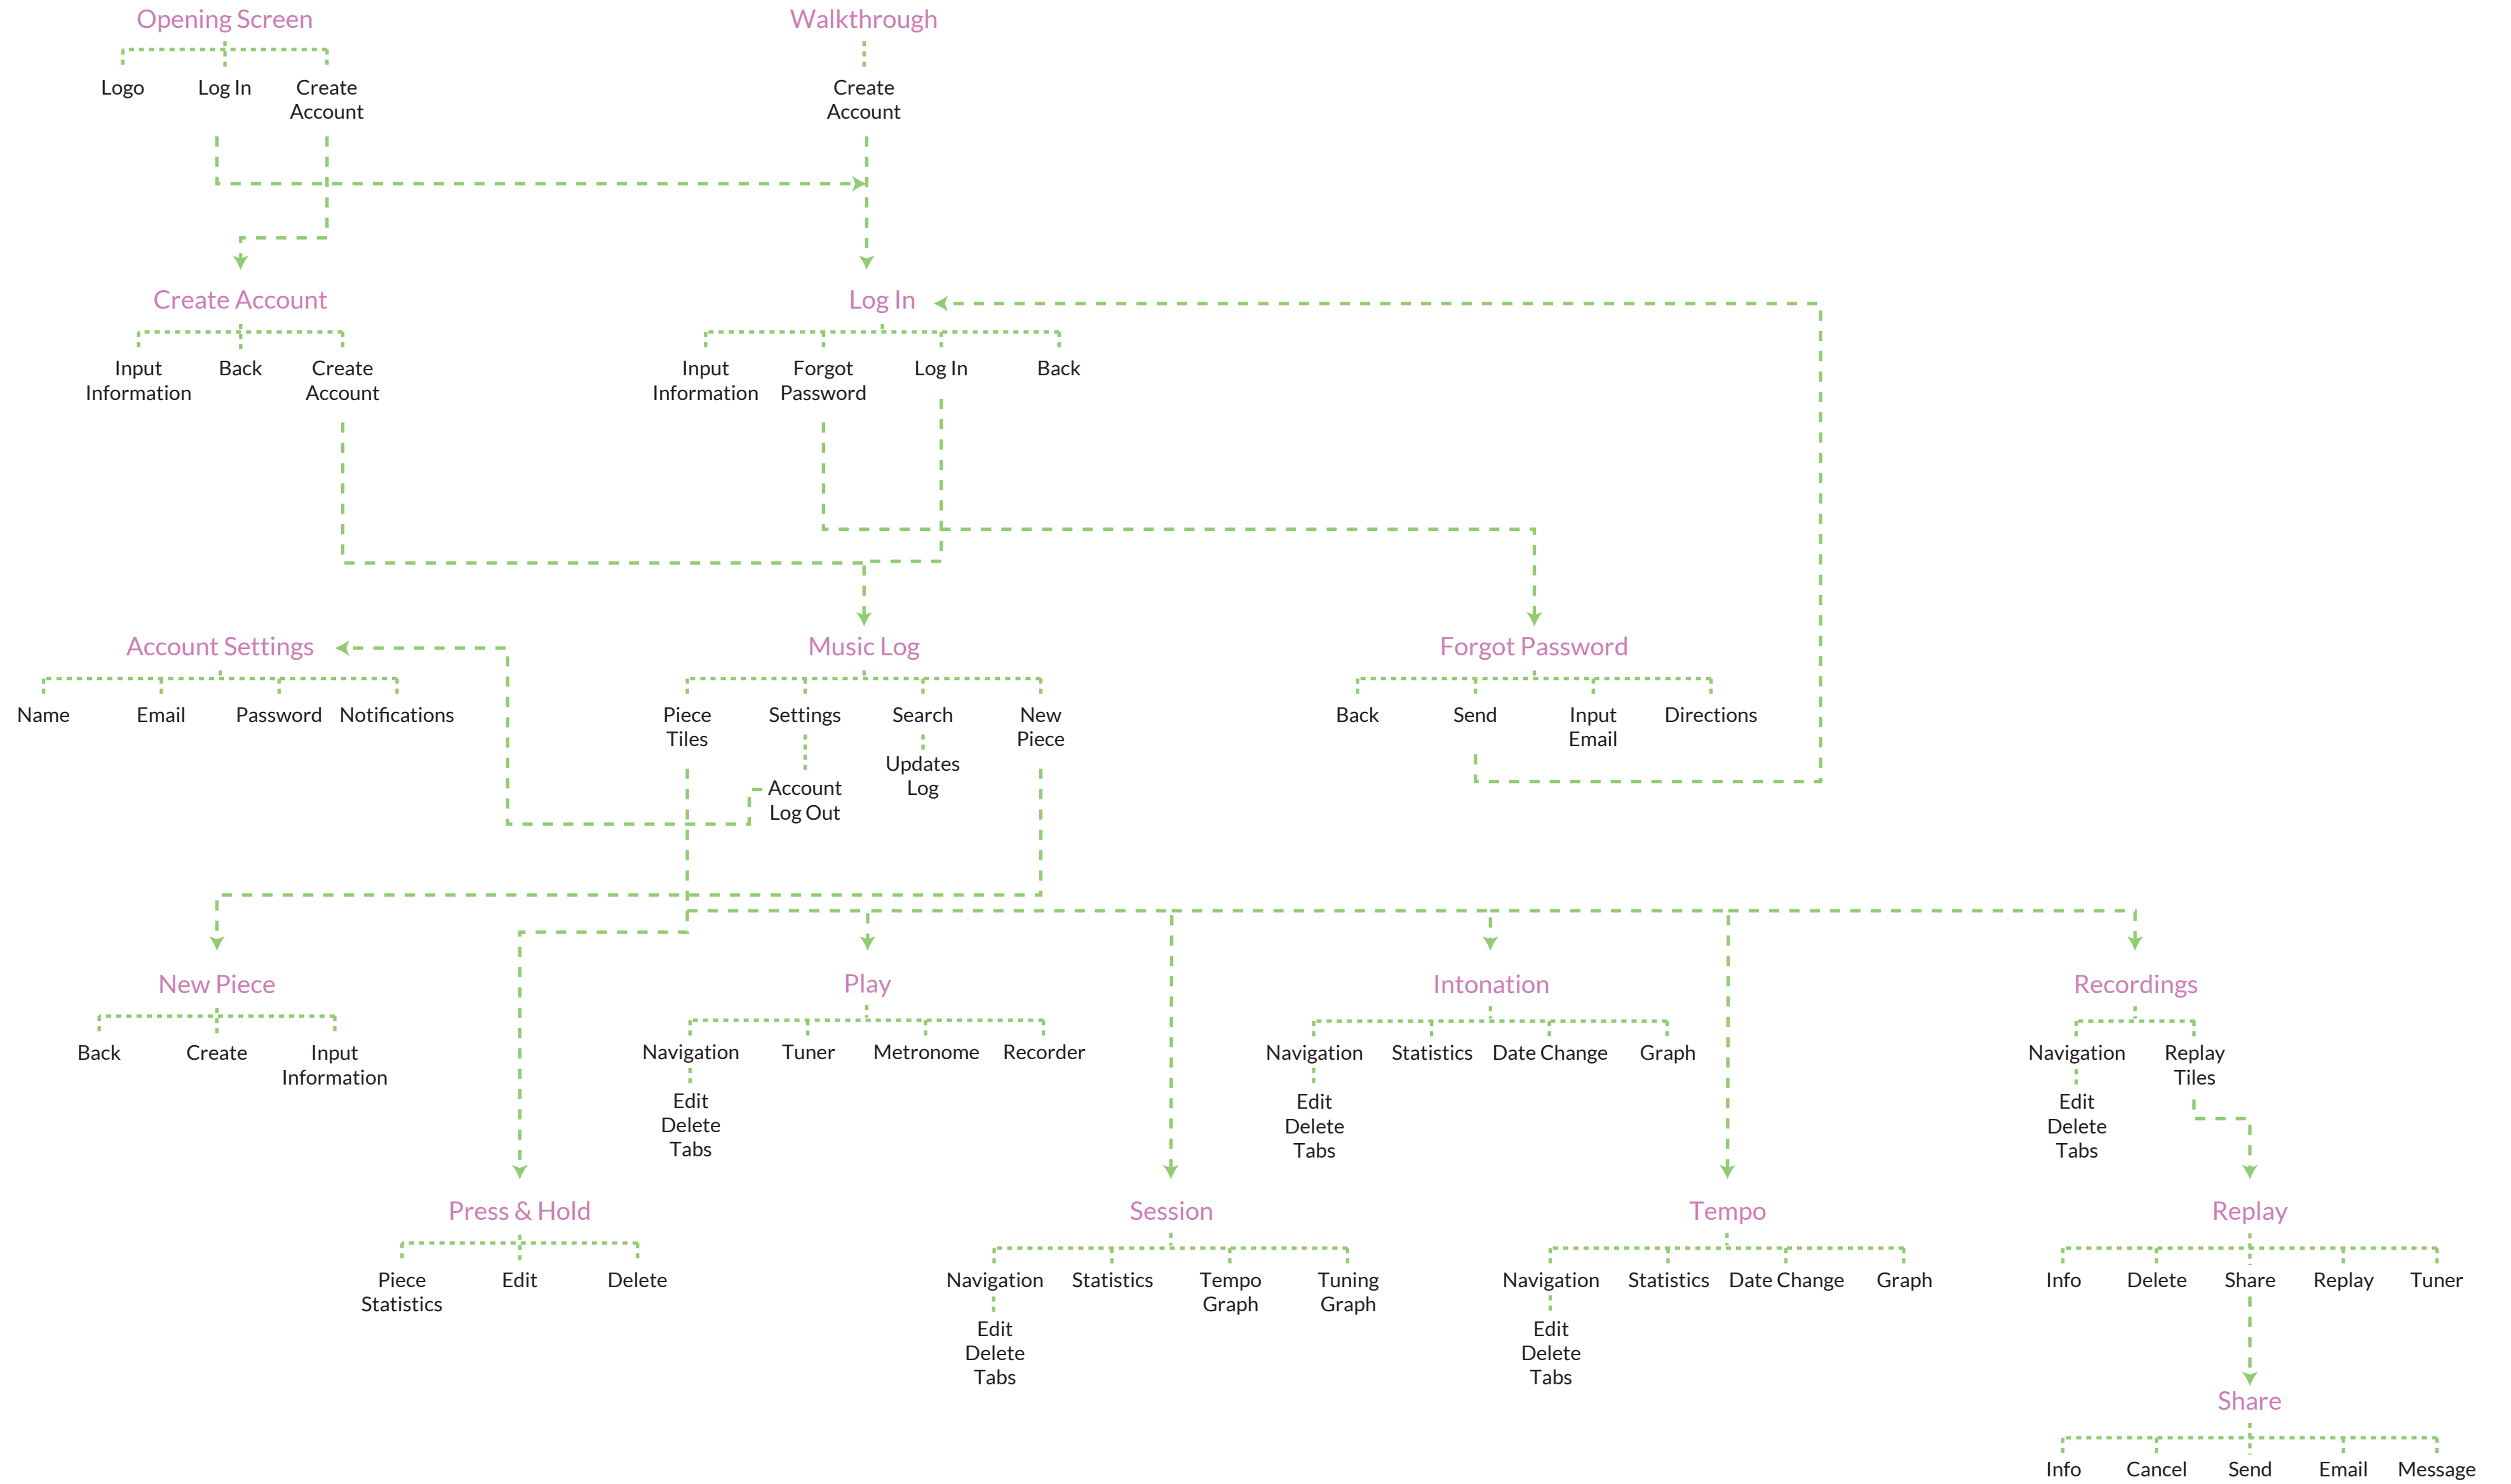 Opening Screen
Walkthrough
Logo
Log In
Create
Account
Create
Account
Create Account
Log In
Input
Information
Back
Create
Account
Input
Information
Forgot
Password
Log In
Back
Account Settings
Music Log
Forgot Password
Name
Email
Password
Notifications
Piece
Tiles
Settings
Account
Log Out
Search
Updates
Log
New
Piece
Back
Send
Input
Email
Directions
New Piece
Play
Intonation
Recordings
Back
Create
Input
Information
Navigation
Edit
Delete
Tabs
Tuner
Metronome
Recorder
Navigation
Edit
Delete
Tabs
Statistics
Date Change
Graph
Navigation
Edit
Delete
Tabs
Replay
Tiles
Press & Hold
Session
Tempo
Replay
Piece
Statistics
Edit
Delete
Navigation
Edit
Delete
Tabs
Statistics
Tempo
Graph
Tuning
Graph
Navigation
Edit
Delete
Tabs
Statistics
Date Change
Graph
Info
Delete
Share
Replay
Tuner
Share
Info
Cancel
Send
Email
Message